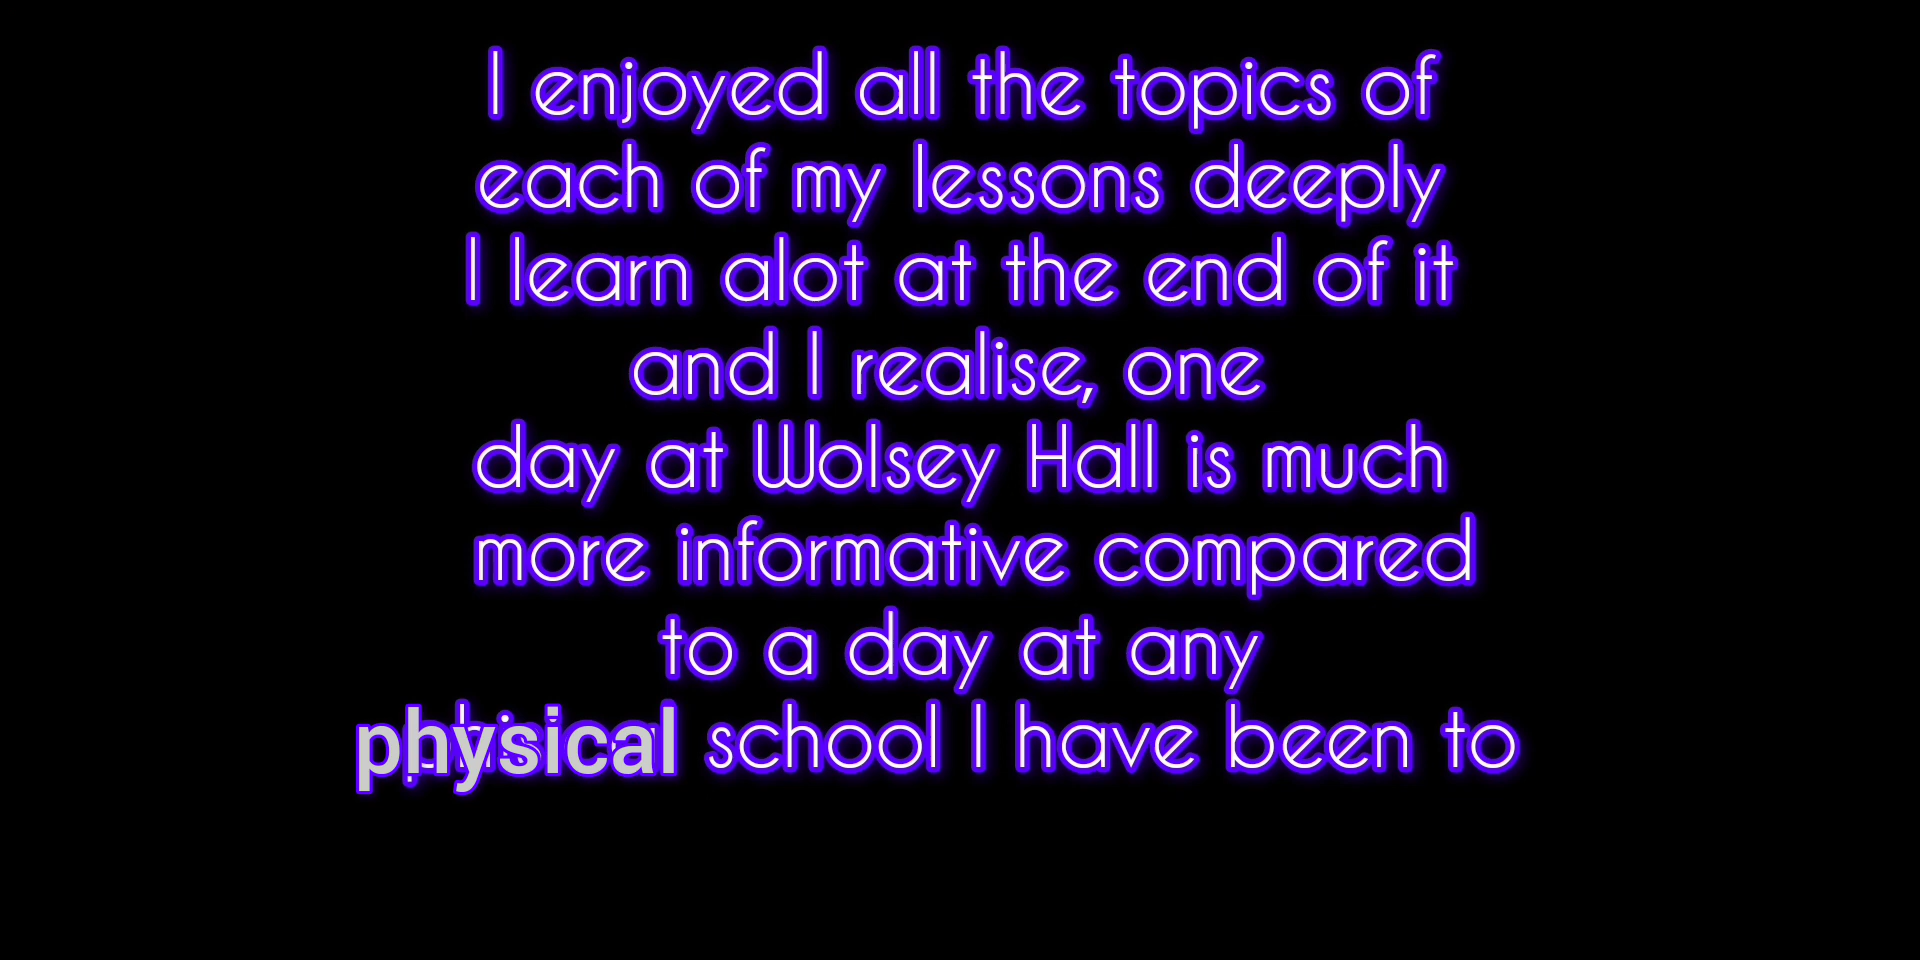 I enjoyed all the topics of
each of my lessons deeply
I learn alot at the end of it
and I realise, one
day at Wolsey Hall is much
more informative compared
to a day at any
physical school I have been to